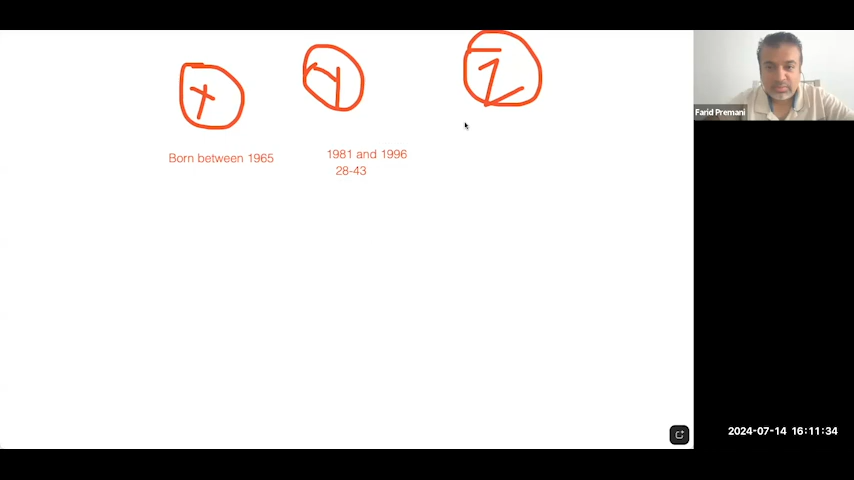 X
Y
Z
Born between 1965
1981 and 1996
28-43
Farid Premani
2024-07-14 16:11:34